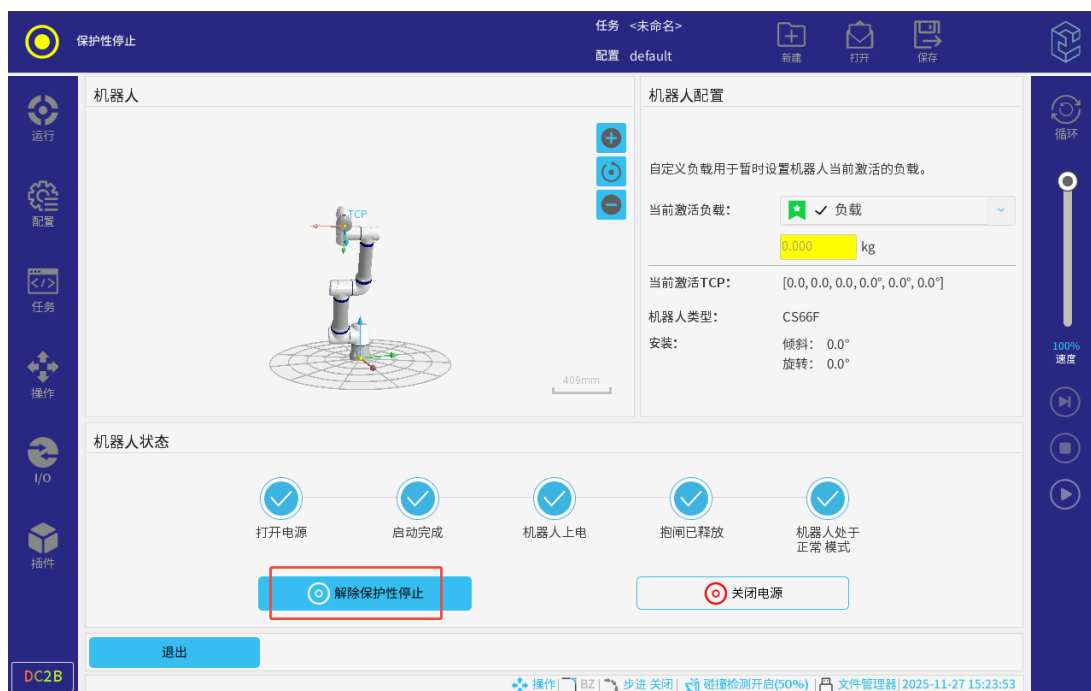 保护性停止
任务 <未命名>
配置 default
新建
打开
保存
运行
配置
任务
操作
I/O
插件
DC2B
机器人
TCP
409mm
机器人配置
自定义负载用于暂时设置机器人当前激活的负载。
当前激活负载: 负载
0.000 kg
当前激活TCP: [0.0, 0.0, 0.0, 0.0°, 0.0°, 0.0°]
机器人类型: CS66F
安装: 倾斜: 0.0°
旋转: 0.0°
循环
100%
速度
机器人状态
打开电源
启动完成
机器人上电
抱闸已释放
机器人处于
正常 模式
解除保护性停止
关闭电源
退出
操作| BZ| 步进 关闭| 碰撞检测开启(50%) | 文件管理器| 2025-11-27 15:23:53